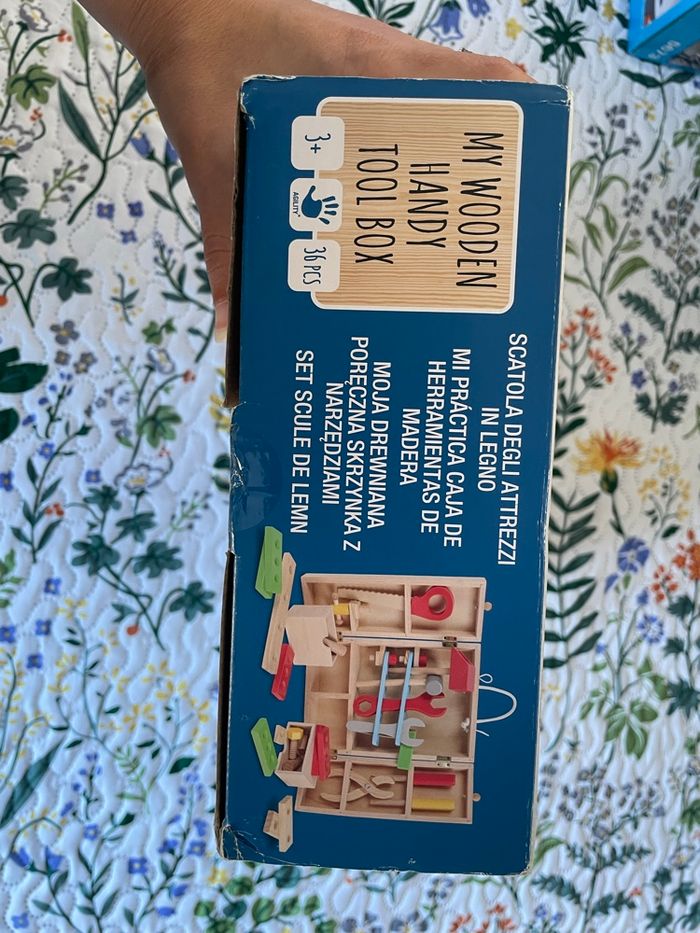 MY WOODEN
HANDY
TOOL BOX
3+
AGILITY
36 PCS
SCATOLA DEGLI ATTREZZI
IN LEGNO
MI PRÁCTICA CAJA DE
HERRAMIENTAS DE
MADERA
MOJA DREWNIANA
PORĘCZNA SKRZYNKA Z
NARZĘDZIAMI
SET SCULE DE LEMN